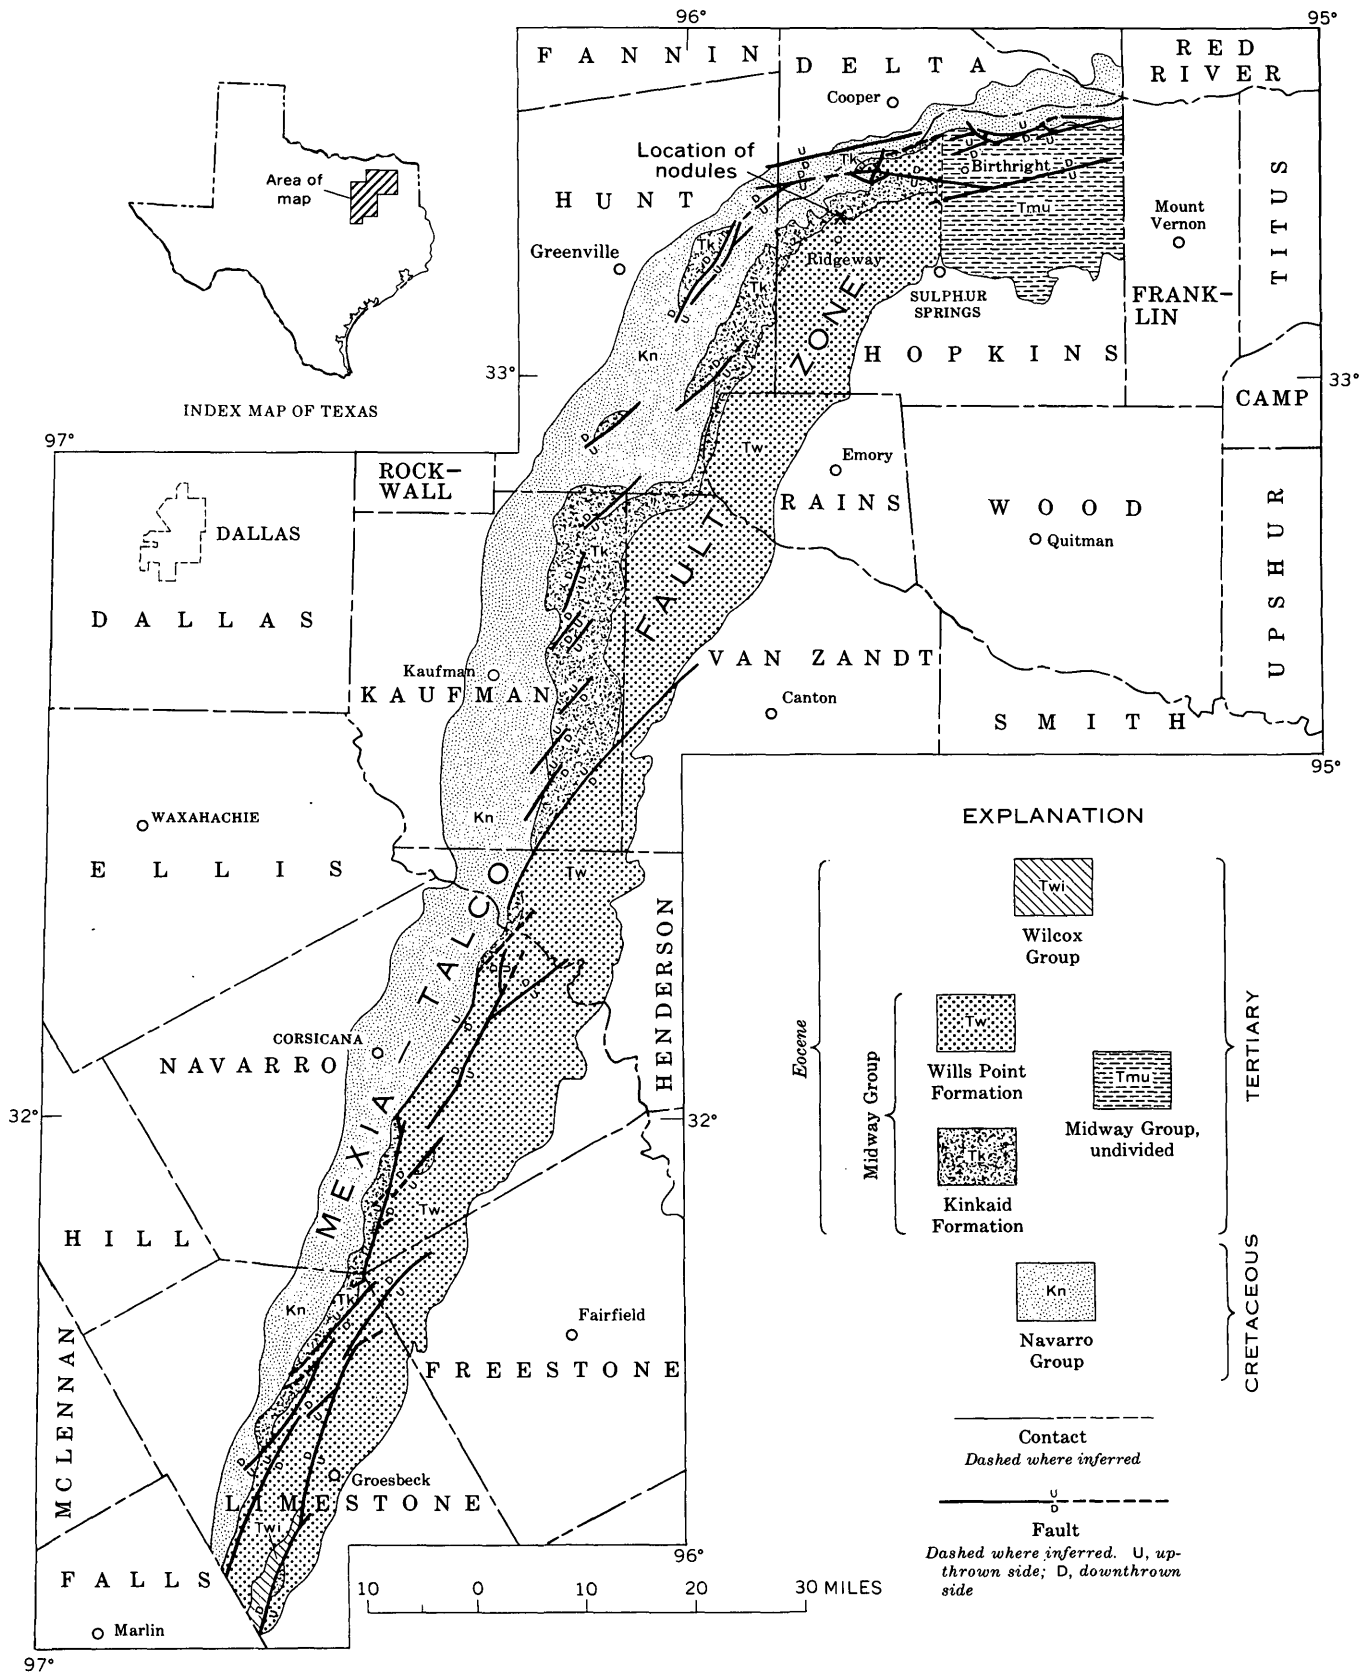 96°
95°
FANNIN
DELTA
RED
RIVER
Cooper
Location of
nodules
Tk
Birthright
Tmu
HUNT
Greenville
Tk
Tk
Ridgeway
Mount
Vernon
TITUS
SULPHUR
SPRINGS
FRANK-
LIN
HOPKINS
Area of
map
INDEX MAP OF TEXAS
33°
33°
Kn
CAMP
97°
ROCK-
WALL
Tw
Emory
RAINS
WOOD
Quitman
UPSHUR
DALLAS
DALLAS
Tk
Kaufman
KAUFMAN
VAN ZANDT
Canton
SMITH
95°
WAXAHACHIE
ELLIS
Kn
Tw
MEXIA-TALCO FAULT ZONE
HENDERSON
CORSICANA
NAVARRO
32°
32°
Tw
HILL
Tk
Kn
Fairfield
FREESTONE
MCLENNAN
Groesbeck
LIMESTONE
Twi
FALLS
Marlin
96°
97°
10 0 10 20 30 MILES
EXPLANATION
Twi
Wilcox
Group
Tw
Wills Point
Formation
Tmu
Midway Group,
undivided
Tk
Kinkaid
Formation
Midway Group
Eocene
TERTIARY
Kn
Navarro
Group
CRETACEOUS
Contact
Dashed where inferred
U
D
Fault
Dashed where inferred. U, up-
thrown side; D, downthrown
side